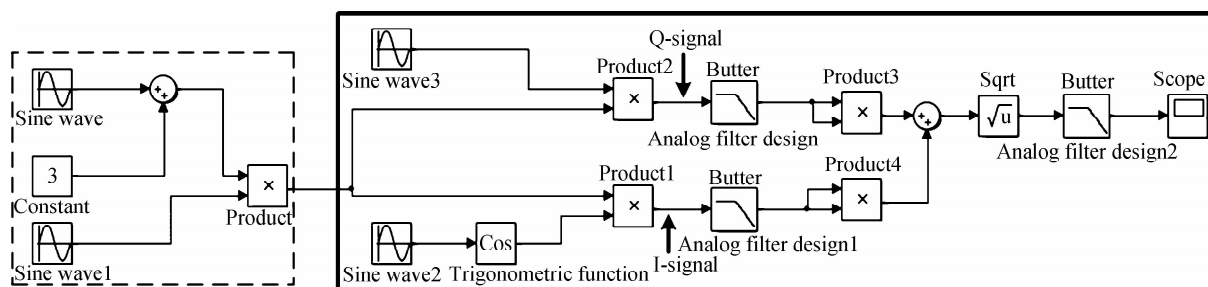 Sine wave
3
Constant
Sine wave1
×
Product
+
+
Sine wave3
Product2
×
Q-signal
Butter
Analog filter design
Product3
×
+
+
Sqrt
√u
Butter
Analog filter design2
Scope
Sine wave2
Cos
Trigonometric function
Product1
×
I-signal
Butter
Analog filter design1
Product4
×